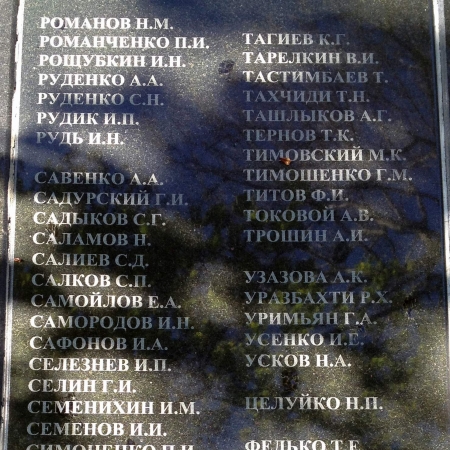 РОМАНОВ Н.М.
РОМАНЧЕНКО П.И.
РОЩУБКИН И.Н.
РУДЕНКО А.А.
РУДЕНКО С.Н.
РУДИК И.П.
РУДЬ И.Н.
САВЕНКО А.А.
САДУРСКИЙ Г.И.
САДЫКОВ С.Г.
САЛАМОВ Н.
САЛИЕВ С.Д.
САЛКОВ С.П.
САМОЙЛОВ Е.А.
САМОРОДОВ И.Н.
САФОНОВ И.А.
СЕЛЕЗНЕВ И.П.
СЕЛИН Г.И.
СЕМЕНИХИН И.М.
СЕМЕНОВ И.И.
СИМОНЕНКО П.И.
ТАГИЕВ К.Г.
ТАРЕЛКИН В.И.
ТАСТИМБАЕВ Т.
ТАХЧИДИ Т.Н.
ТАШЛЫКОВ А.Г.
ТЕРНОВ Т.К.
ТИМОВСКИЙ М.К.
ТИМОШЕНКО Г.М.
ТИТОВ Ф.И.
ТОКОВОЙ А.В.
ТРОШИН А.И.
УЗАЗОВА Л.К.
УРАЗБАХТИ Р.Х.
УРИМЬЯН Г.А.
УСЕНКО И.Е.
УСКОВ Н.А.
ЦЕЛУЙКО Н.П.
ФЕДЬКО Т.Е.